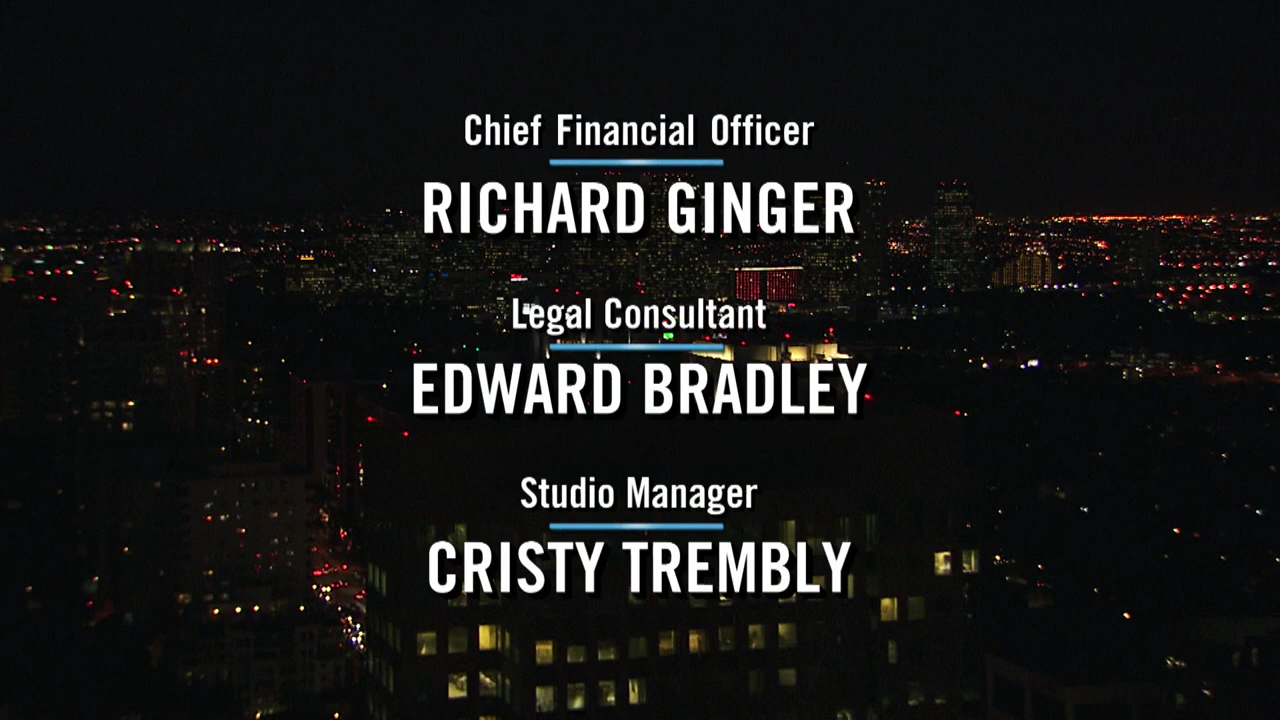 Chief Financial Officer
RICHARD GINGER
Legal Consultant
EDWARD BRADLEY
Studio Manager
CRISTY TREMBLY